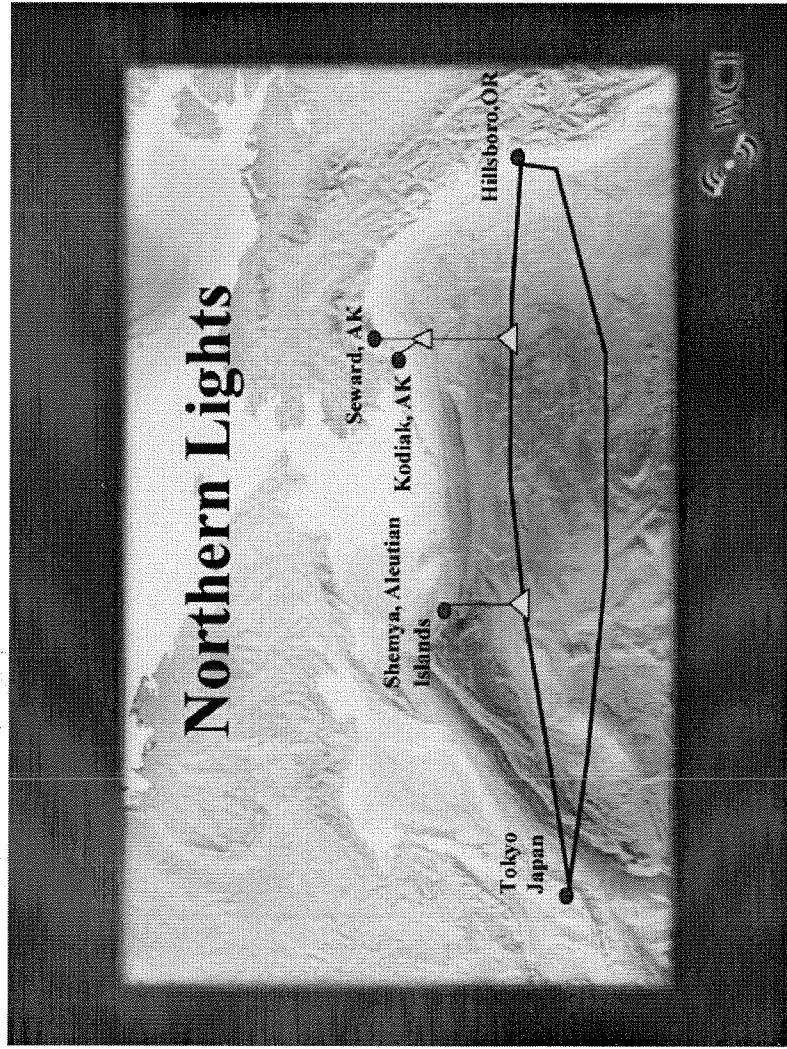 Northern Lights
Seward, AK
Kodiak, AK
Shemya, Aleutian
Islands
Hillsboro,OR
Tokyo
Japan
WCI